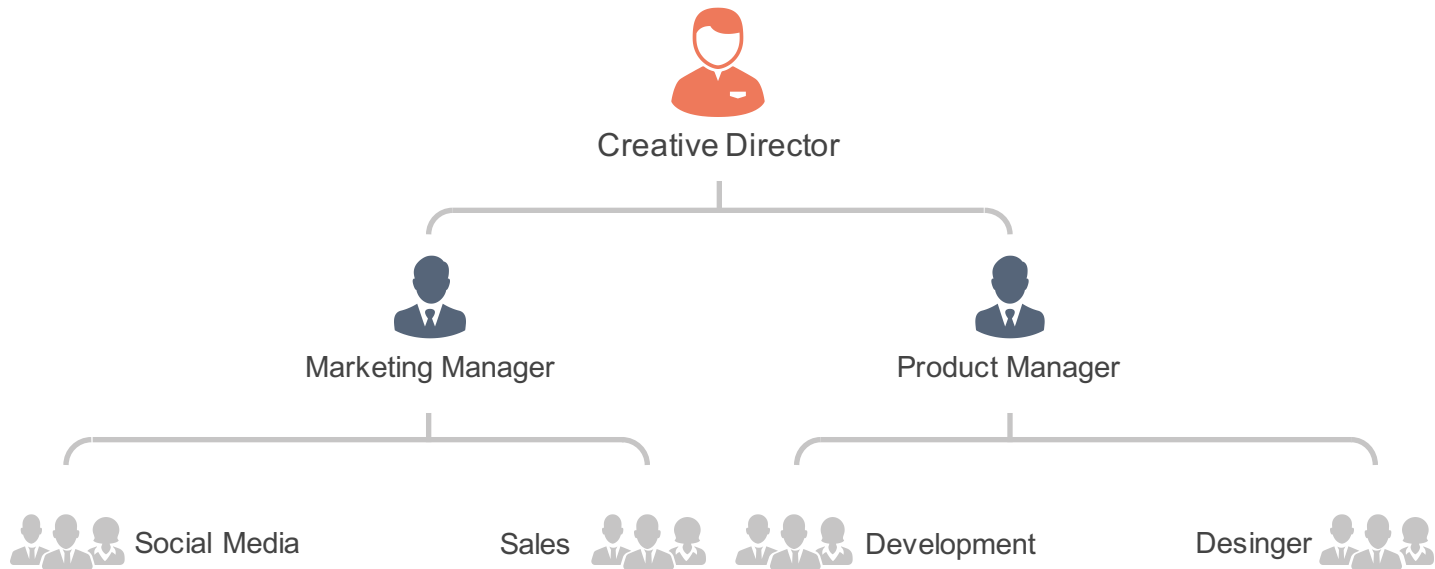 Creative Director
Marketing Manager
Product Manager
Social Media
Sales
Development
Desinger